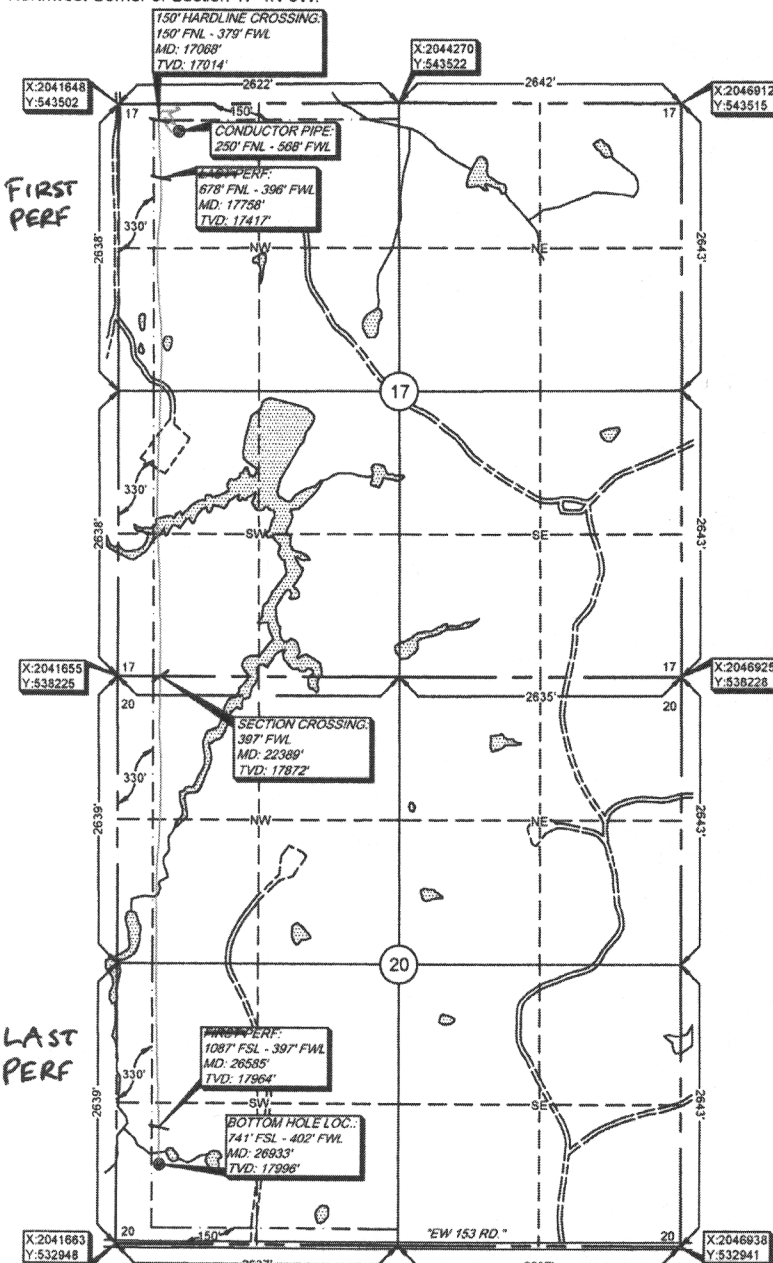 150' HARDLINE CROSSING:
150' FNL - 379' FWL
MD: 17068'
TVD: 17014'
X:2044270
Y:543522
X:2041648
Y:543502
2622'
2642'
X:2046912
Y:543515
17
150'
17
CONDUCTOR PIPE:
250' FNL - 568' FWL
FIRST
PERF
LAST PERF:
678' FNL - 396' FWL
MD: 17758'
TVD: 17417'
330'
2638'
NW
NE
2643'
17
330'
2638'
SW
SE
2643'
X:2041655
Y:538225
17
17
X:2046925
Y:538228
20
2635'
20
SECTION CROSSING:
397' FWL
MD: 22389'
TVD: 17872'
330'
2639'
NW
NE
2643'
20
LAST
PERF
FIRST PERF:
1087' FSL - 397' FWL
MD: 26585'
TVD: 17964'
330'
2639'
SW
SE
2643'
BOTTOM HOLE LOC.:
741' FSL - 402' FWL
MD: 26933'
TVD: 17996'
X:2041663
Y:532948
20
150'
"EW 153 RD."
20
X:2046938
Y:532941